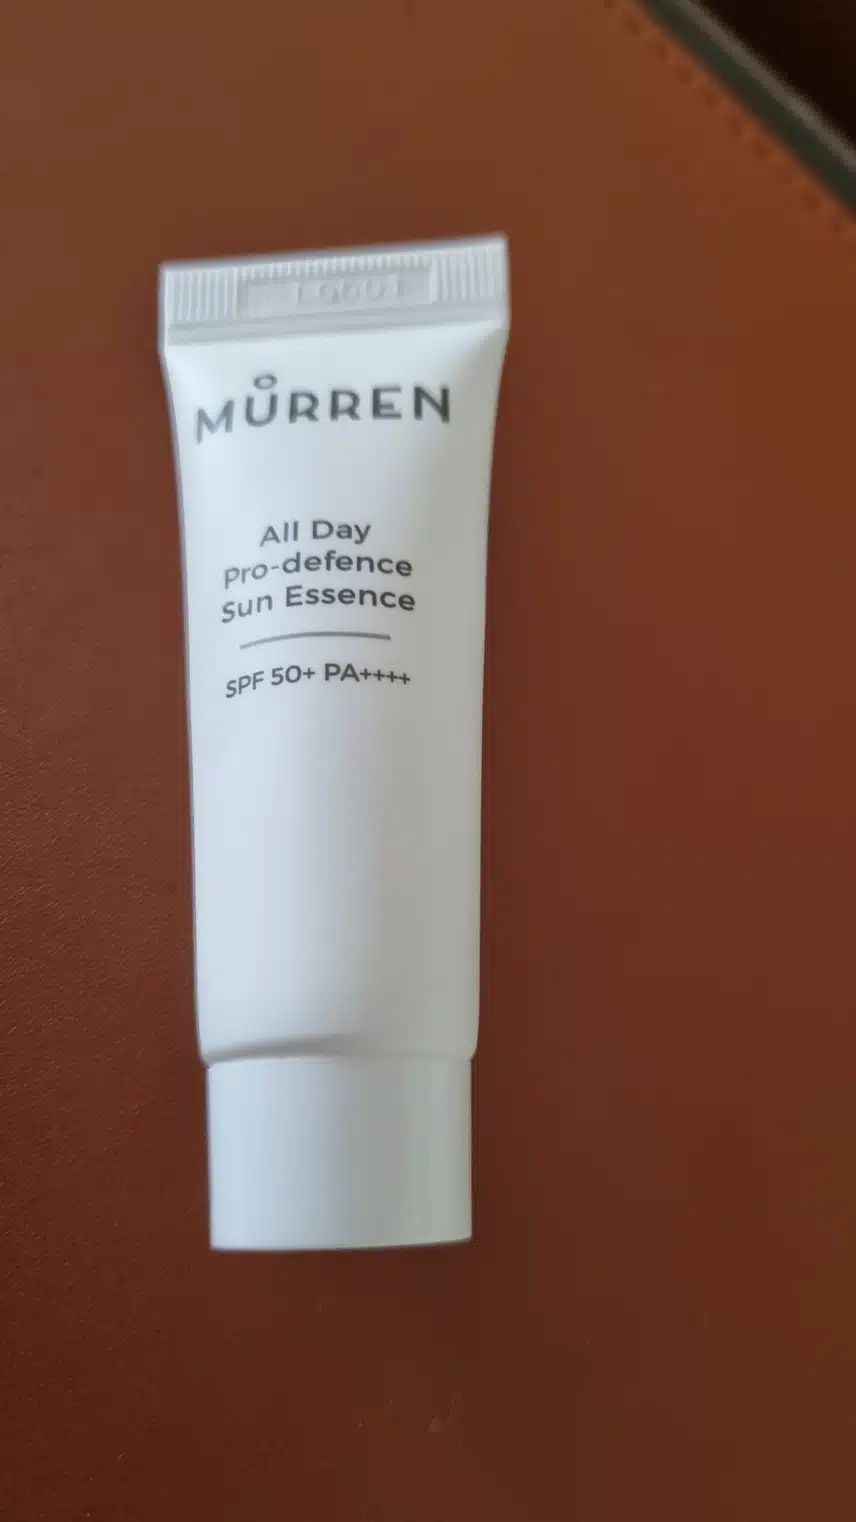 MŮRREN
All Day
Pro-defence
Sun Essence
SPF 50+ PA++++